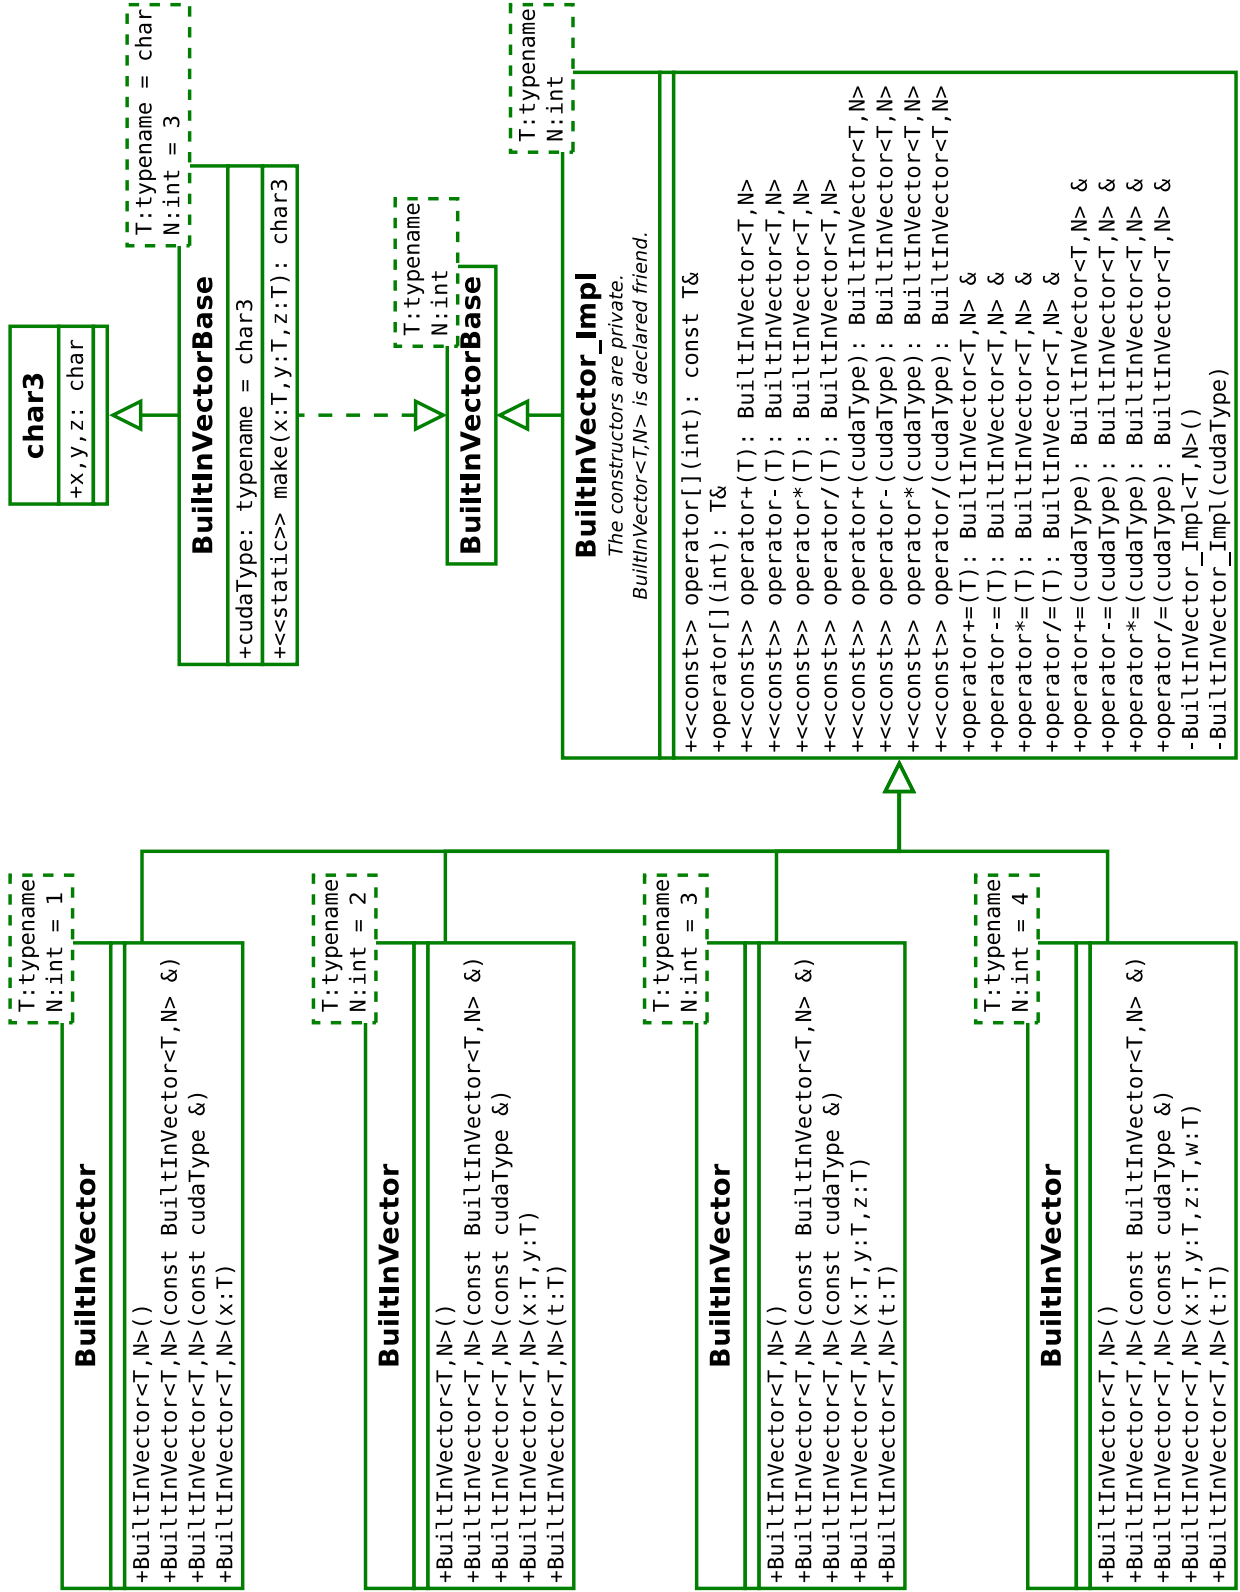 char3
+x,y,z: char
T:typename = char
N:int = 3
BuiltInVectorBase
+cudaType: typename = char3
+<<static>> make(x:T,y:T,z:T): char3
T:typename
N:int
BuiltInVectorBase
T:typename
N:int
BuiltInVector_Impl
The constructors are private.
BuiltInVector<T,N> is declared friend.
+<<const>> operator[](int): const T&
+operator[](int): T&
+<<const>> operator+(T): BuiltInVector<T,N>
+<<const>> operator-(T): BuiltInVector<T,N>
+<<const>> operator*(T): BuiltInVector<T,N>
+<<const>> operator/(T): BuiltInVector<T,N>
+<<const>> operator+(cudaType): BuiltInVector<T,N>
+<<const>> operator-(cudaType): BuiltInVector<T,N>
+<<const>> operator*(cudaType): BuiltInVector<T,N>
+<<const>> operator/(cudaType): BuiltInVector<T,N>
+operator+=(T): BuiltInVector<T,N> &
+operator-=(T): BuiltInVector<T,N> &
+operator*=(T): BuiltInVector<T,N> &
+operator/=(T): BuiltInVector<T,N> &
+operator+=(cudaType): BuiltInVector<T,N> &
+operator-=(cudaType): BuiltInVector<T,N> &
+operator*=(cudaType): BuiltInVector<T,N> &
+operator/=(cudaType): BuiltInVector<T,N> &
-BuiltInVector_Impl<T,N>()
-BuiltInVector_Impl(cudaType)
T:typename
N:int = 1
BuiltInVector
+BuiltInVector<T,N>()
+BuiltInVector<T,N>(const BuiltInVector<T,N> &)
+BuiltInVector<T,N>(const cudaType &)
+BuiltInVector<T,N>(x:T)
T:typename
N:int = 2
BuiltInVector
+BuiltInVector<T,N>()
+BuiltInVector<T,N>(const BuiltInVector<T,N> &)
+BuiltInVector<T,N>(const cudaType &)
+BuiltInVector<T,N>(x:T,y:T)
+BuiltInVector<T,N>(t:T)
T:typename
N:int = 3
BuiltInVector
+BuiltInVector<T,N>()
+BuiltInVector<T,N>(const BuiltInVector<T,N> &)
+BuiltInVector<T,N>(const cudaType &)
+BuiltInVector<T,N>(x:T,y:T,z:T)
+BuiltInVector<T,N>(t:T)
T:typename
N:int = 4
BuiltInVector
+BuiltInVector<T,N>()
+BuiltInVector<T,N>(const BuiltInVector<T,N> &)
+BuiltInVector<T,N>(const cudaType &)
+BuiltInVector<T,N>(x:T,y:T,z:T,w:T)
+BuiltInVector<T,N>(t:T)